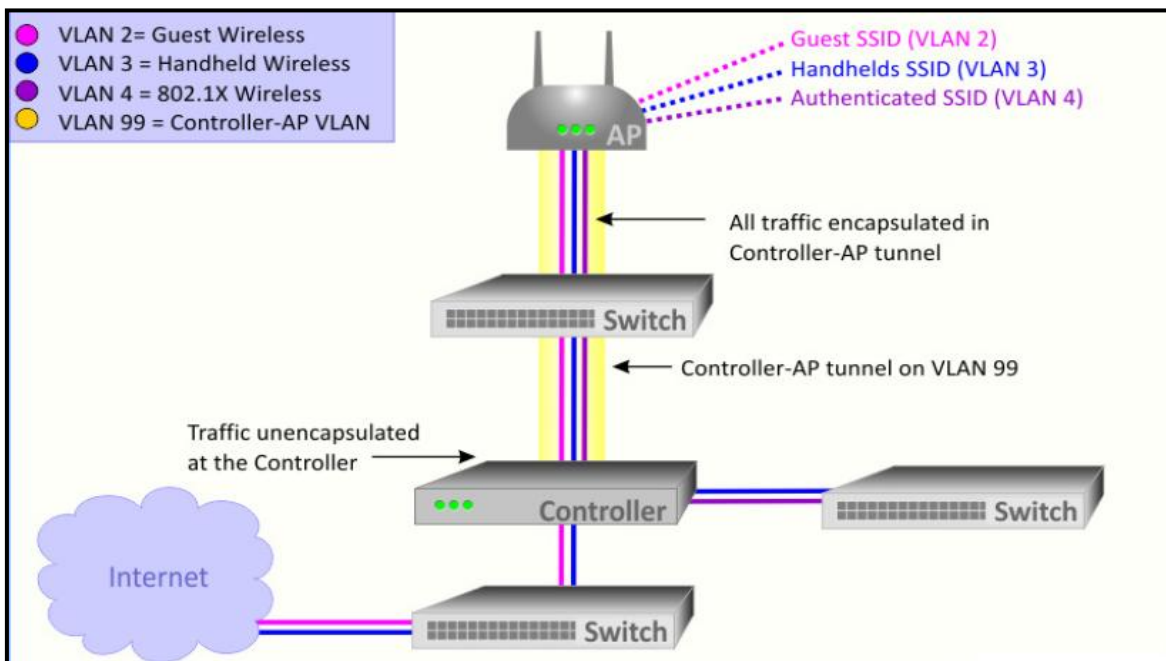 VLAN 2= Guest Wireless
VLAN 3 = Handheld Wireless
VLAN 4 = 802.1X Wireless
VLAN 99 = Controller-AP VLAN
Guest SSID (VLAN 2)
Handhelds SSID (VLAN 3)
Authenticated SSID (VLAN 4)
AP
All traffic encapsulated in
Controller-AP tunnel
Switch
Controller-AP tunnel on VLAN 99
Traffic unencapsulated
at the Controller
Controller
Switch
Internet
Switch